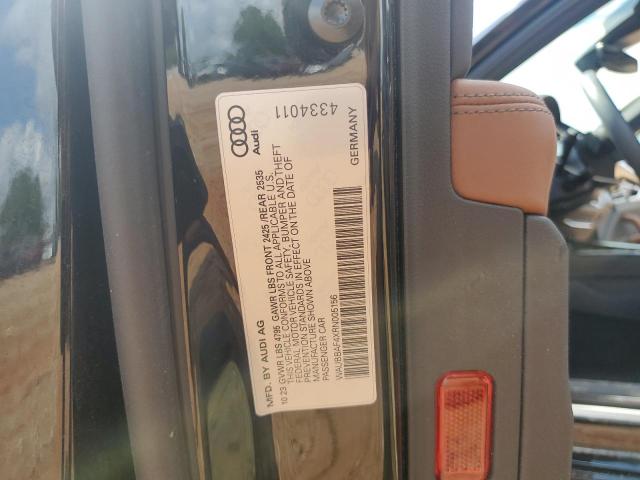 Audi
4334011
MFD. BY AUDI AG
10 23 GVWR LBS 4795 GAWR LBS FRONT 2425 /REAR 2535
THIS VEHICLE CONFORMS TO ALL APPLICABLE U.S.
FEDERAL MOTOR VEHICLE SAFETY, BUMPER AND THEFT
PREVENTION STANDARDS IN EFFECT ON THE DATE OF
MANUFACTURE SHOWN ABOVE
PASSENGER CAR
WAUBBAF4XRN005156
GERMANY